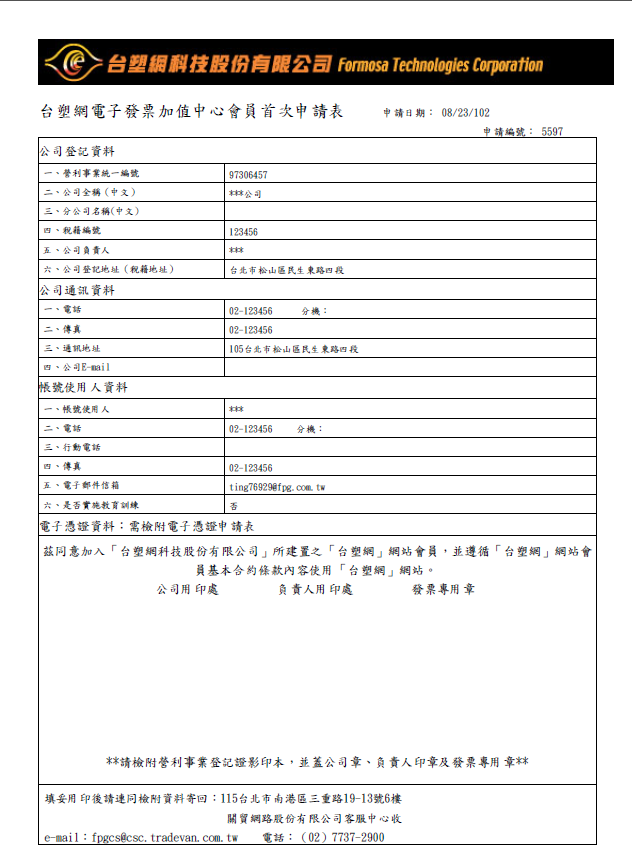 台塑網科技股份有限公司 Formosa Technologies Corporation
台塑網電子發票加值中心會員首次申請表 申請日期： 08/23/102
申請編號： 5597
公司登記資料
一、營利事業統一編號 97306457
二、公司全稱（中文） ***公司
三、分公司名稱(中文)
四、稅籍編號 123456
五、公司負責人 ***
六、公司登記地址（稅籍地址） 台北市松山區民生東路四段
公司通訊資料
一、電話 02-123456 分機：
二、傳真 02-123456
三、通訊地址 105台北市松山區民生東路四段
四、公司E-mail
帳號使用人資料
一、帳號使用人 ***
二、電話 02-123456 分機：
三、行動電話
四、傳真 02-123456
五、電子郵件信箱 ting76929@fpg.com.tw
六、是否實施教育訓練 否
電子憑證資料：需檢附電子憑證申請表
茲同意加入「台塑網科技股份有限公司」所建置之「台塑網」網站會員，並遵循「台塑網」網站會
員基本合約條款內容使用「台塑網」網站。
公司用印處 負責人用印處 發票專用章
**請檢附營利事業登記證影印本，並蓋公司章、負責人印章及發票專用章**
填妥用印後請連同檢附資料寄回：115台北市南港區三重路19-13號6樓
關貿網路股份有限公司客服中心收
e-mail：fpgcs@csc.tradevan.com.tw 電話：（02）7737-2900